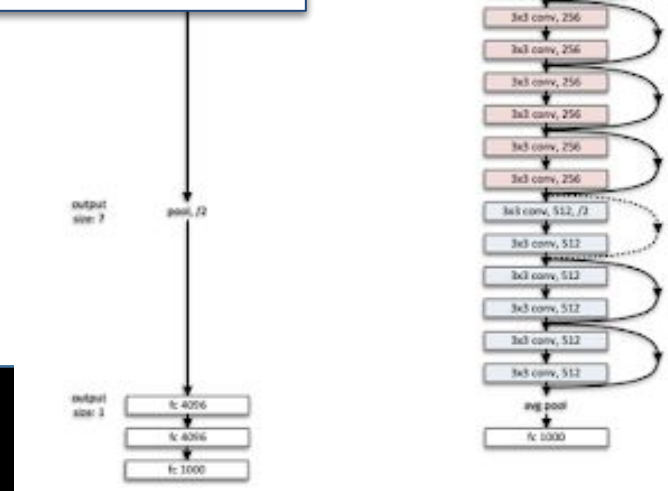 3x3 conv, 256
3x3 conv, 256
3x3 conv, 256
3x3 conv, 256
3x3 conv, 256
3x3 conv, 256
output
size: 7
pool, /2
3x3 conv, 512, /2
3x3 conv, 512
3x3 conv, 512
3x3 conv, 512
3x3 conv, 512
3x3 conv, 512
output
size: 1
fc 4096
avg pool
fc 4096
fc 1000
fc 1000